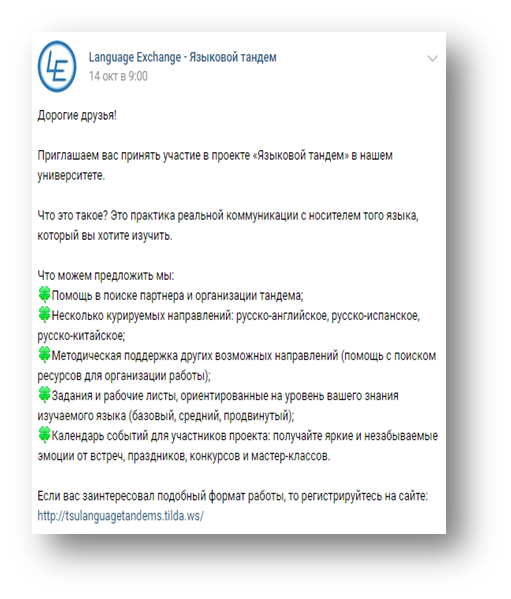 LE
Language Exchange - Языковой тандем
14 окт в 9:00
Дорогие друзья!
Приглашаем вас принять участие в проекте «Языковой тандем» в нашем
университете.
Что это такое? Это практика реальной коммуникации с носителем того языка,
который вы хотите изучить.
Что можем предложить мы:
🍀Помощь в поиске партнера и организации тандема;
🍀Несколько курируемых направлений: русско-английское, русско-испанское,
русско-китайское;
🍀Методическая поддержка других возможных направлений (помощь с поиском
ресурсов для организации работы);
🍀Задания и рабочие листы, ориентированные на уровень вашего знания
изучаемого языка (базовый, средний, продвинутый);
🍀Календарь событий для участников проекта: получайте яркие и незабываемые
эмоции от встреч, праздников, конкурсов и мастер-классов.
Если вас заинтересовал подобный формат работы, то регистрируйтесь на сайте:
http://tsulanguagetandems.tilda.ws/